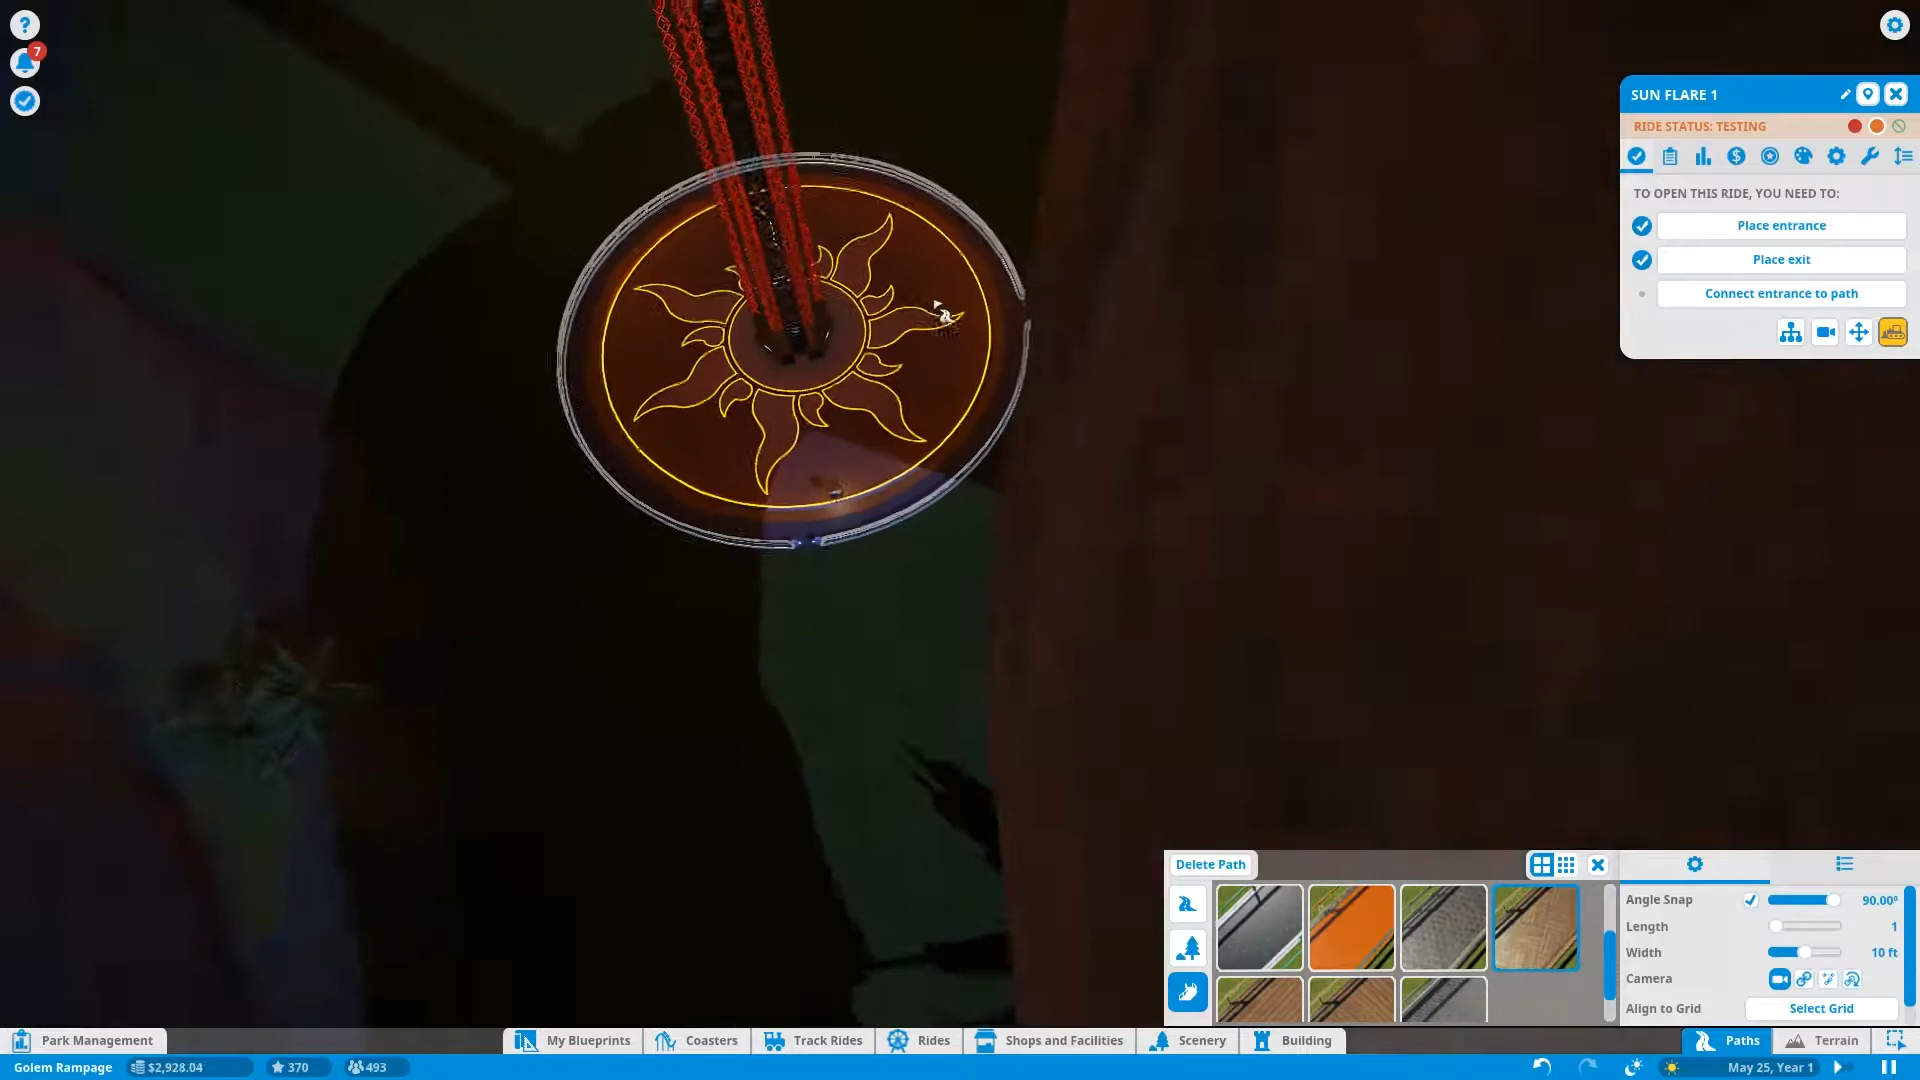 ?
7
SUN FLARE 1
RIDE STATUS: TESTING
TO OPEN THIS RIDE, YOU NEED TO:
Place entrance
Place exit
Connect entrance to path
Delete Path
Angle Snap 90.00°
Length 1
Width 10 ft
Camera
Align to Grid Select Grid
Park Management My Blueprints Coasters Track Rides Rides Shops and Facilities Scenery Building Paths Terrain
Golem Rampage $2,928.04 370 493 May 25, Year 1